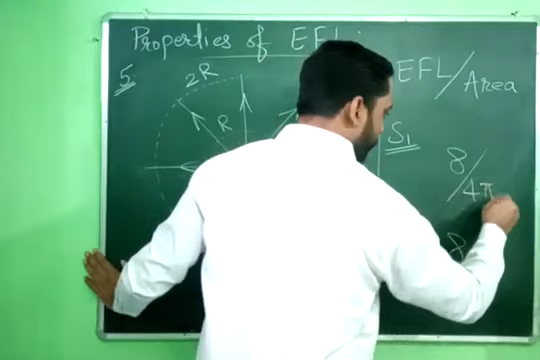 Properties of EFL:
5
2R
R
EFL/Area
S₁
8/4π
8